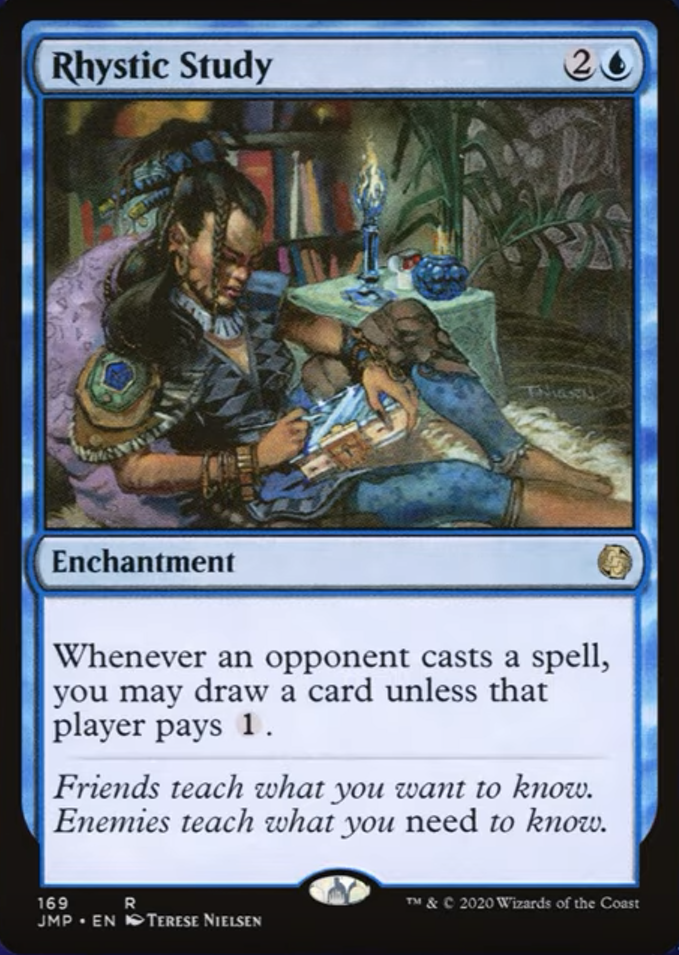 Rhystic Study 2
T. NIELSEN
Enchantment
Whenever an opponent casts a spell,
you may draw a card unless that
player pays 1.
Friends teach what you want to know.
Enemies teach what you need to know.
169 R
JMP • EN TERESE NIELSEN
™ & © 2020 Wizards of the Coast